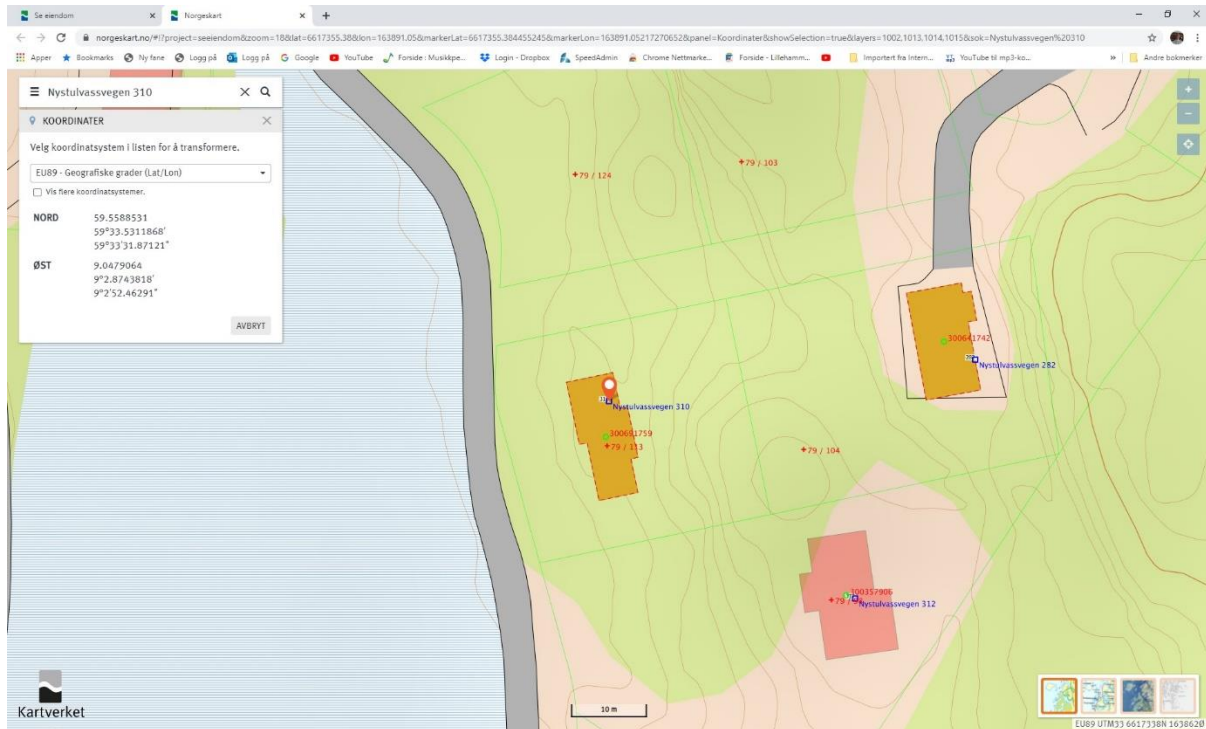 Se eiendom
Norgeskart
norgeskart.no/#!?project=seeiendom&zoom=18&lat=6617355.38&lon=163891.05&markerLat=6617355.384455245&markerLon=163891.05217270652&panel=Koordinater&showSelection=true&layers=1002,1013,1014,1015&sok=Nystulvassvegen%20310
Apper
Bookmarks
Ny fane
Logg på
Logg på
Google
YouTube
Forside : Musikkpe...
Login - Dropbox
SpeedAdmin
Chrome Nettmarke...
Forside - Lillehamm...
Importert fra Intern...
YouTube til mp3-ko...
»
Andre bokmerker
Nystulvassvegen 310
KOORDINATER
Velg koordinatsystem i listen for å transformere.
EU89 - Geografiske grader (Lat/Lon)
Vis flere koordinatsystemer.
NORD 59.5588531
59°33.5311868'
59°33'31.87121"
ØST 9.0479064
9°2.8743818'
9°2'52.46291"
AVBRYT
79 / 124
79 / 103
Nystulvassvegen 282
Nystulvassvegen 310
300691759
79 / 113
79 / 104
300357906
Nystulvassvegen 312
Kartverket
10 m
EU89 UTM33 6617338N 163862Ø